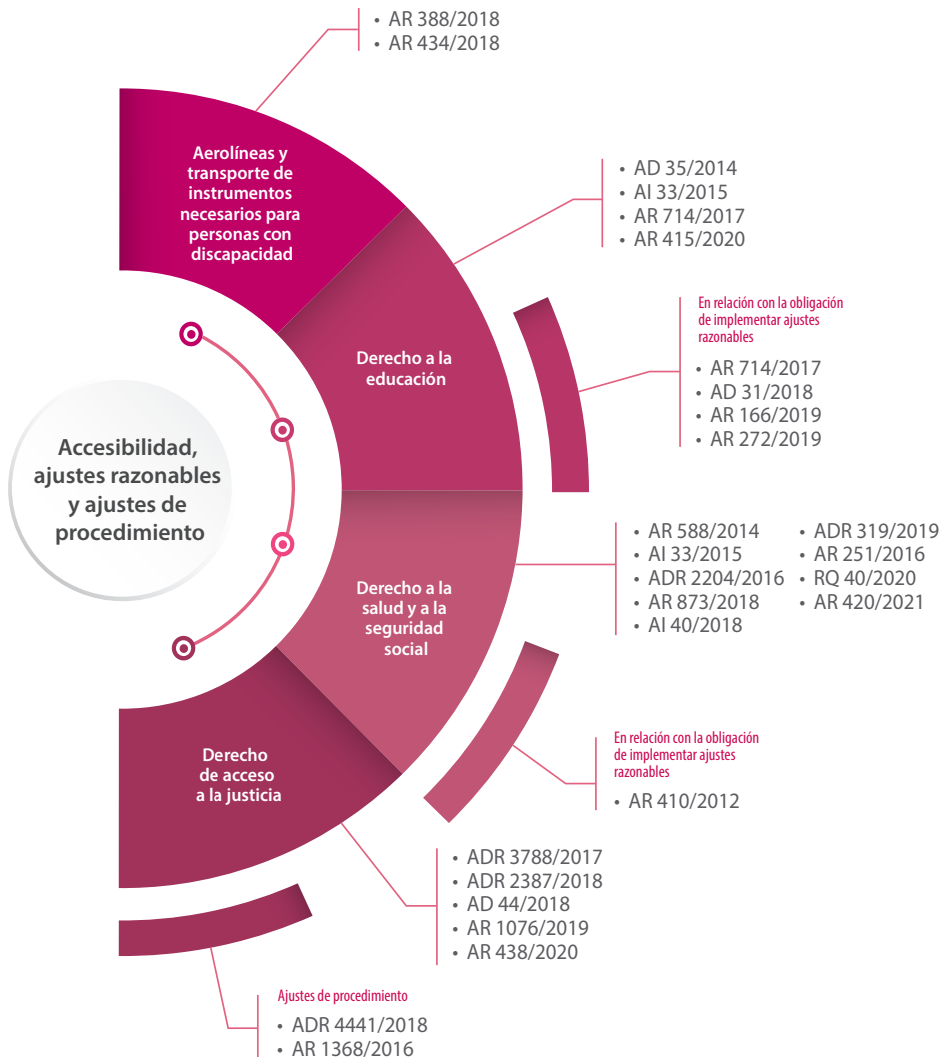 • AR 388/2018
• AR 434/2018
Aerolíneas y
transporte de
instrumentos
necesarios para
personas con
discapacidad
• AD 35/2014
• AI 33/2015
• AR 714/2017
• AR 415/2020
Derecho a la
educación
En relación con la obligación
de implementar ajustes
razonables
• AR 714/2017
• AD 31/2018
• AR 166/2019
• AR 272/2019
Accesibilidad,
ajustes razonables
y ajustes de
procedimiento
Derecho a la
salud y a la
seguridad
social
• AR 588/2014
• AI 33/2015
• ADR 2204/2016
• AR 873/2018
• AI 40/2018
• ADR 319/2019
• AR 251/2016
• RQ 40/2020
• AR 420/2021
En relación con la obligación
de implementar ajustes
razonables
• AR 410/2012
Derecho
de acceso
a la justicia
• ADR 3788/2017
• ADR 2387/2018
• AD 44/2018
• AR 1076/2019
• AR 438/2020
Ajustes de procedimiento
• ADR 4441/2018
• AR 1368/2016